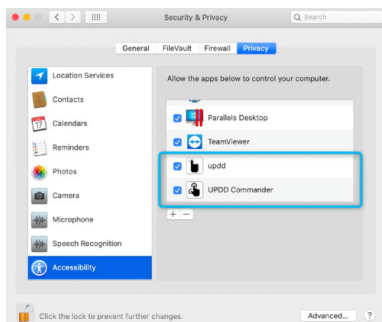 Security & Privacy
Search
General FileVault Firewall Privacy
Location Services
Contacts
Calendars
Reminders
Photos
Camera
Microphone
Speech Recognition
Accessibility
Allow the apps below to control your computer.
Parallels Desktop
TeamViewer
updd
UPDD Commander
+ −
Click the lock to prevent further changes.
Advanced... ?